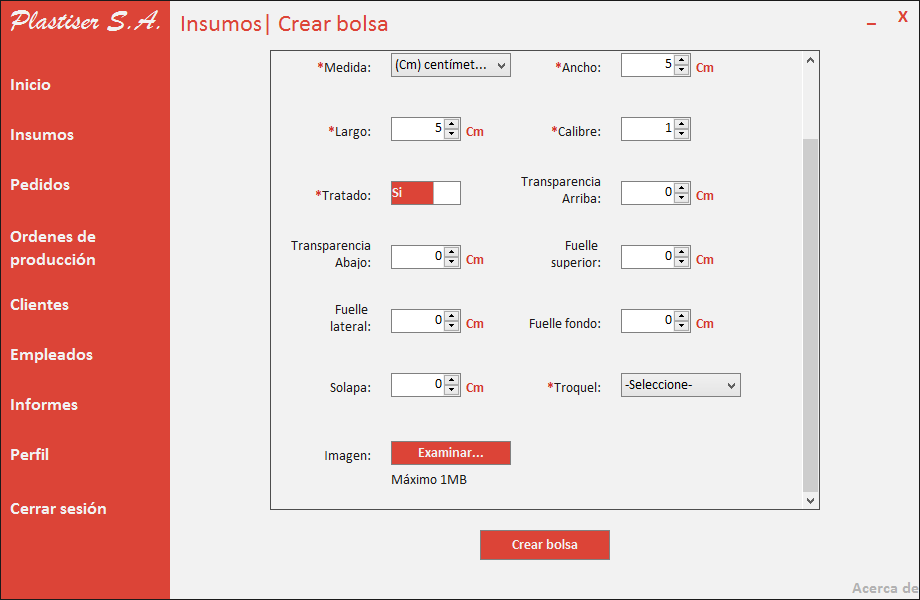 Plastiser S.A.
Insumos| Crear bolsa
_ X
Inicio
Insumos
Pedidos
Ordenes de
producción
Clientes
Empleados
Informes
Perfil
Cerrar sesión
*Medida: (Cm) centímet...
*Ancho: 5 Cm
*Largo: 5 Cm
*Calibre: 1
*Tratado: Si
Transparencia
Arriba: 0 Cm
Transparencia
Abajo: 0 Cm
Fuelle
superior: 0 Cm
Fuelle
lateral: 0 Cm
Fuelle fondo: 0 Cm
Solapa: 0 Cm
*Troquel: -Seleccione-
Imagen: Examinar...
Máximo 1MB
Crear bolsa
Acerca de